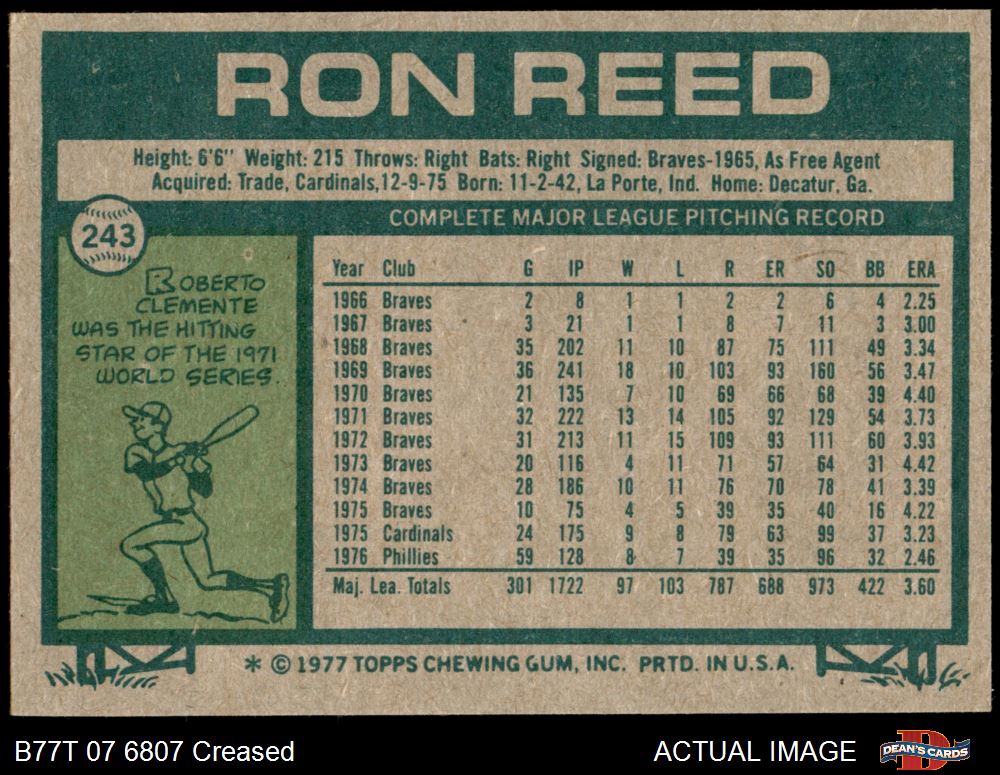 RON REED
Height: 6'6" Weight: 215 Throws: Right Bats: Right Signed: Braves-1965, As Free Agent
Acquired: Trade, Cardinals,12-9-75 Born: 11-2-42, La Porte, Ind. Home: Decatur, Ga.
243
ROBERTO
CLEMENTE
WAS THE HITTING
STAR OF THE 1971
WORLD SERIES.
COMPLETE MAJOR LEAGUE PITCHING RECORD
Year Club G IP W L R ER SO BB ERA
1966 Braves 2 8 1 1 2 2 6 4 2.25
1967 Braves 3 21 1 1 8 7 11 3 3.00
1968 Braves 35 202 11 10 87 75 111 49 3.34
1969 Braves 36 241 18 10 103 93 160 56 3.47
1970 Braves 21 135 7 10 69 66 68 39 4.40
1971 Braves 32 222 13 14 105 92 129 54 3.73
1972 Braves 31 213 11 15 109 93 111 60 3.93
1973 Braves 20 116 4 11 71 57 64 31 4.42
1974 Braves 28 186 10 11 76 70 78 41 3.39
1975 Braves 10 75 4 5 39 35 40 16 4.22
1975 Cardinals 24 175 9 8 79 63 99 37 3.23
1976 Phillies 59 128 8 7 39 35 96 32 2.46
Maj. Lea. Totals 301 1722 97 103 787 688 973 422 3.60
* © 1977 TOPPS CHEWING GUM, INC. PRTD. IN U.S.A.
B77T 07 6807 Creased
ACTUAL IMAGE
D
DEAN'S CARDS